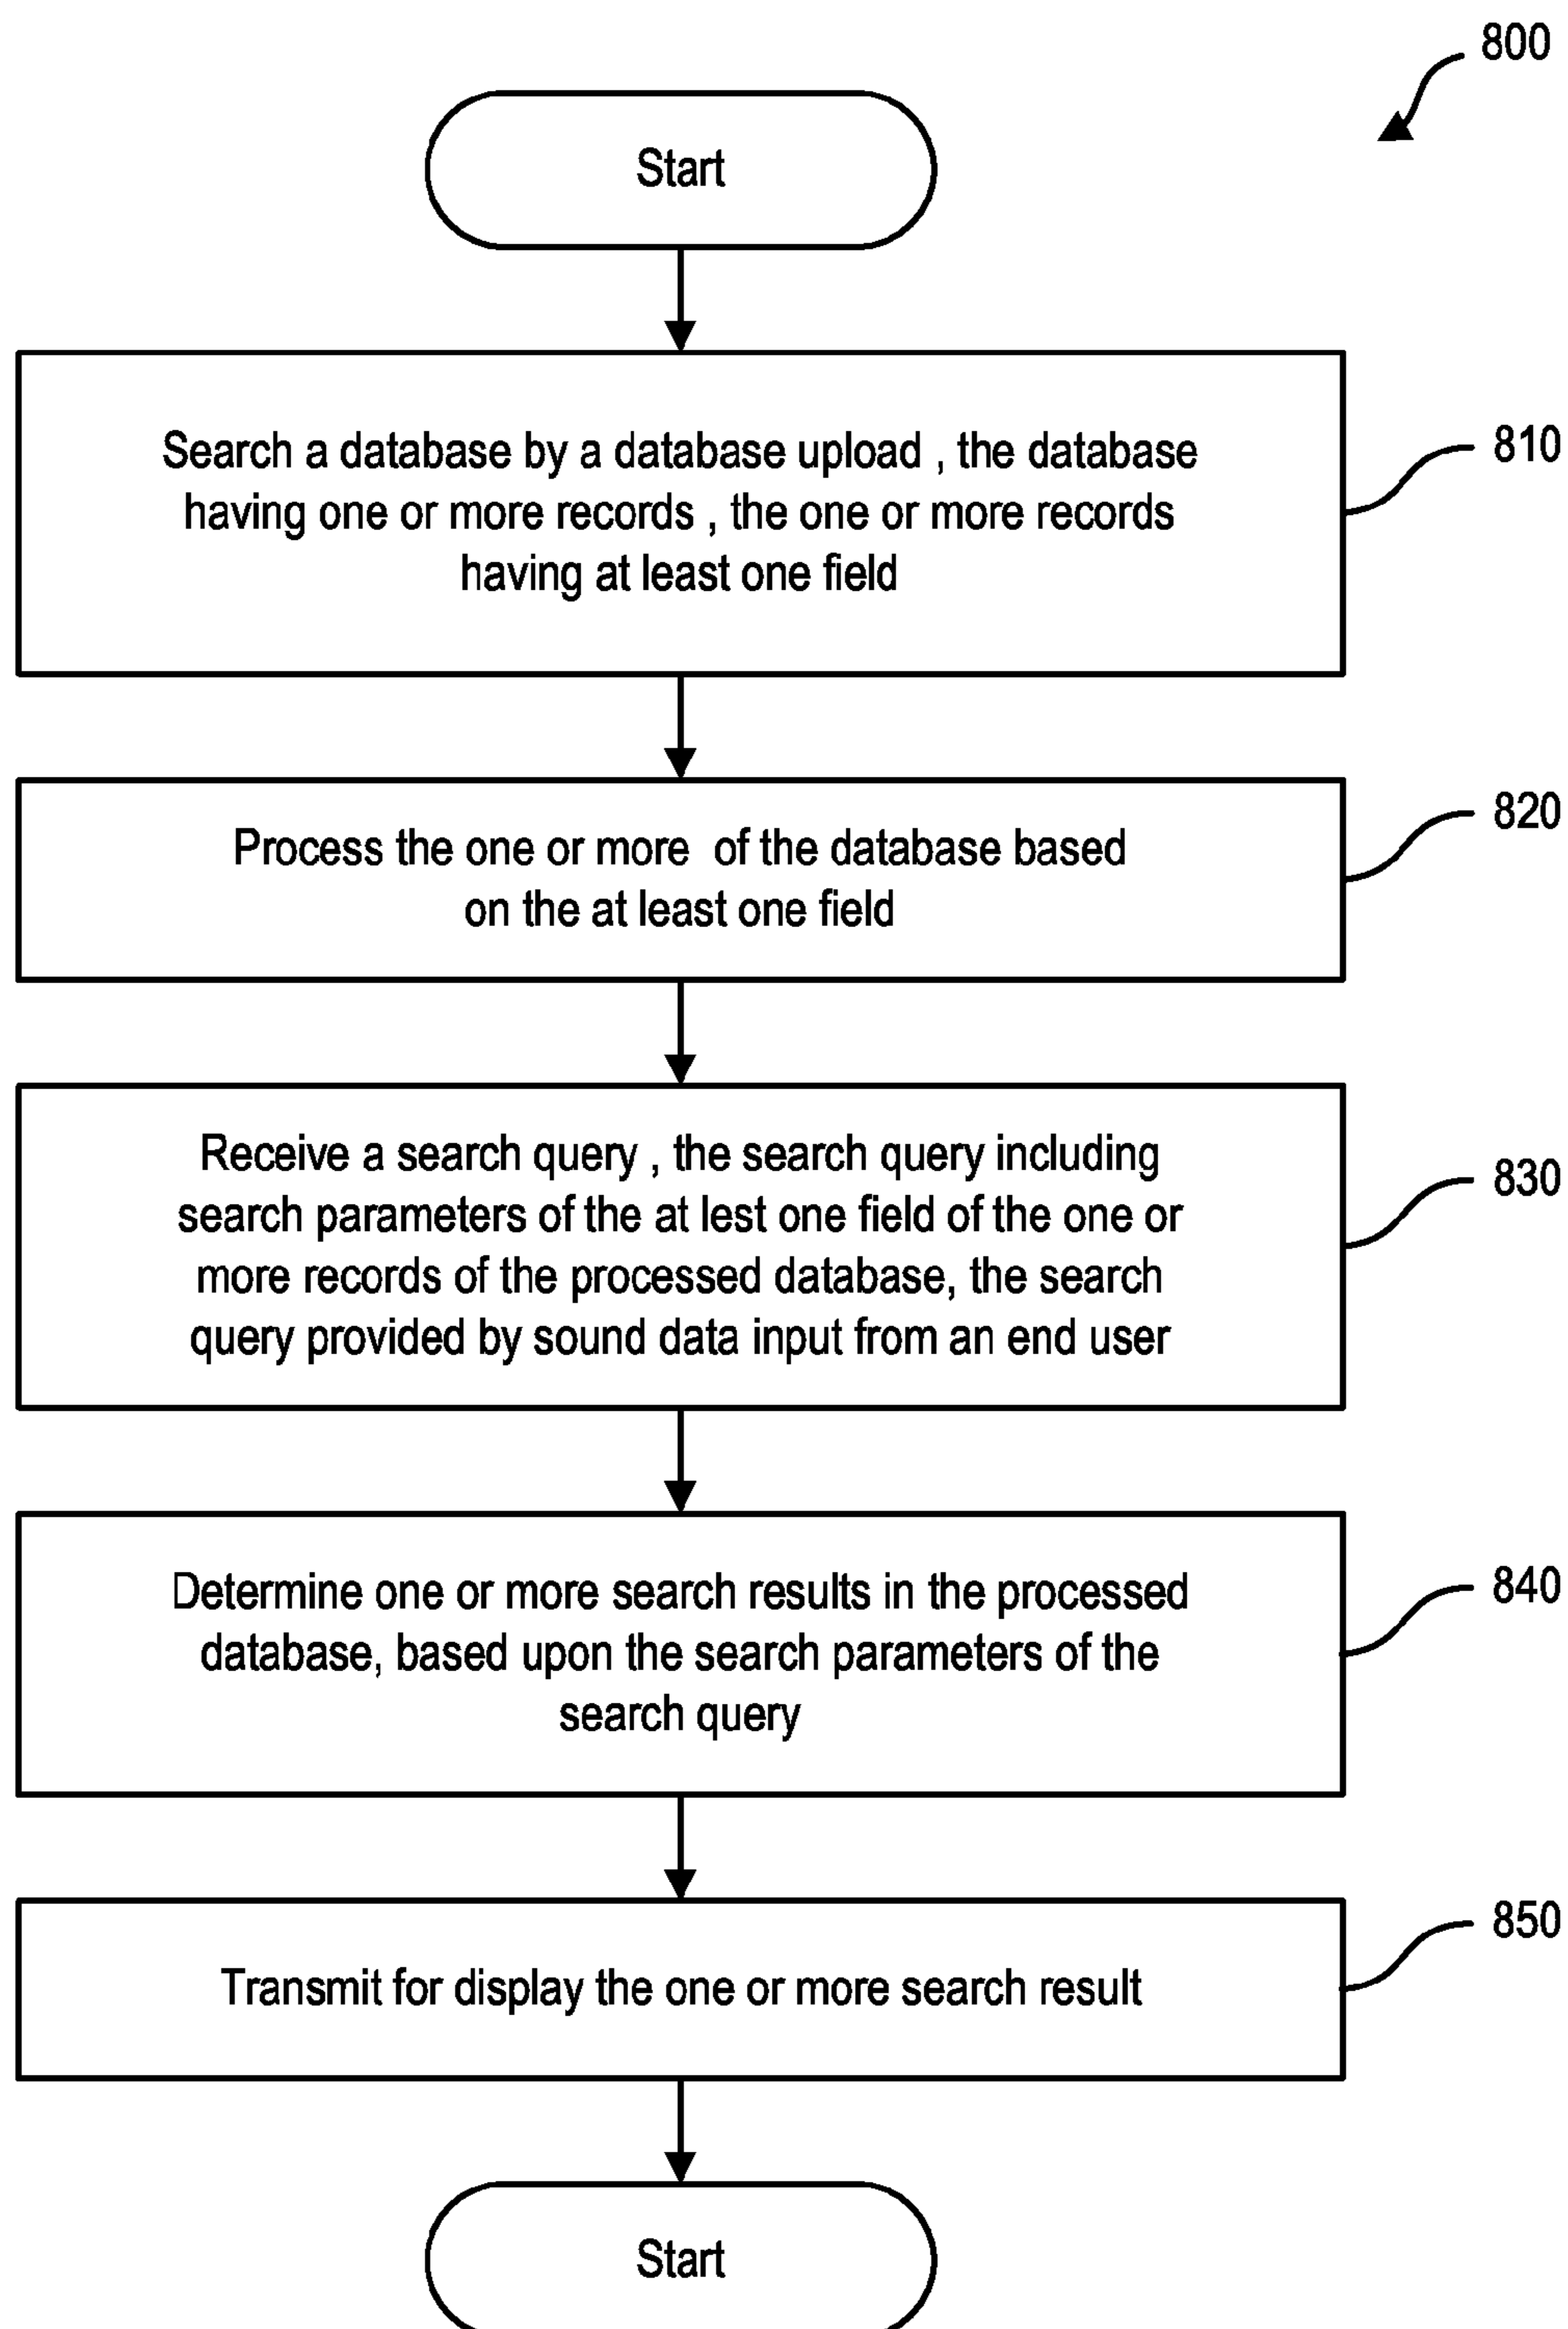 800
Start
Search a database by a database upload , the database
having one or more records , the one or more records
having at least one field
810
Process the one or more of the database based
on the at least one field
820
Receive a search query , the search query including
search parameters of the at lest one field of the one or
more records of the processed database, the search
query provided by sound data input from an end user
830
Determine one or more search results in the processed
database, based upon the search parameters of the
search query
840
Transmit for display the one or more search result
850
Start